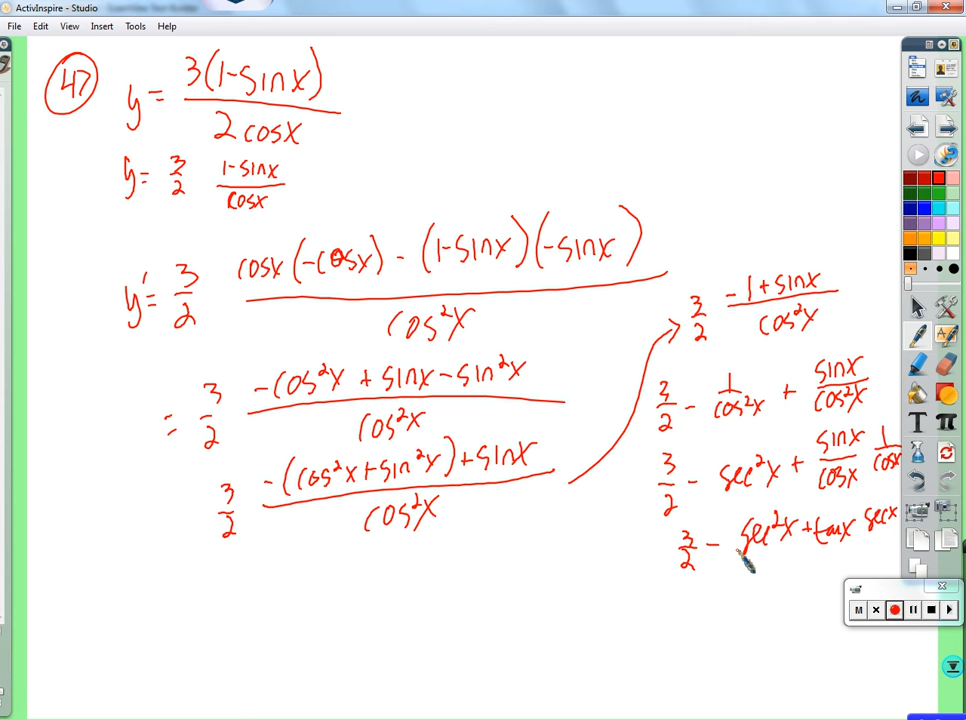 ActivInspire - Studio
File Edit View Insert Tools Help
47
y = 3(1-sinx) / 2cosx
y = 3/2 1-sinx / cosx
y' = 3/2 cosx(-cosx) - (1-sinx)(-sinx) / cos²x
= 3/2 -cos²x + sinx - sin²x / cos²x
3/2 -(cos²x + sin²x) + sinx / cos²x
3/2 -1 + sinx / cos²x
3/2 - 1/cos²x + sinx/cos²x
3/2 - sec²x + sinx/cosx 1/cosx
3/2 - sec²x + tanx secx
M
T